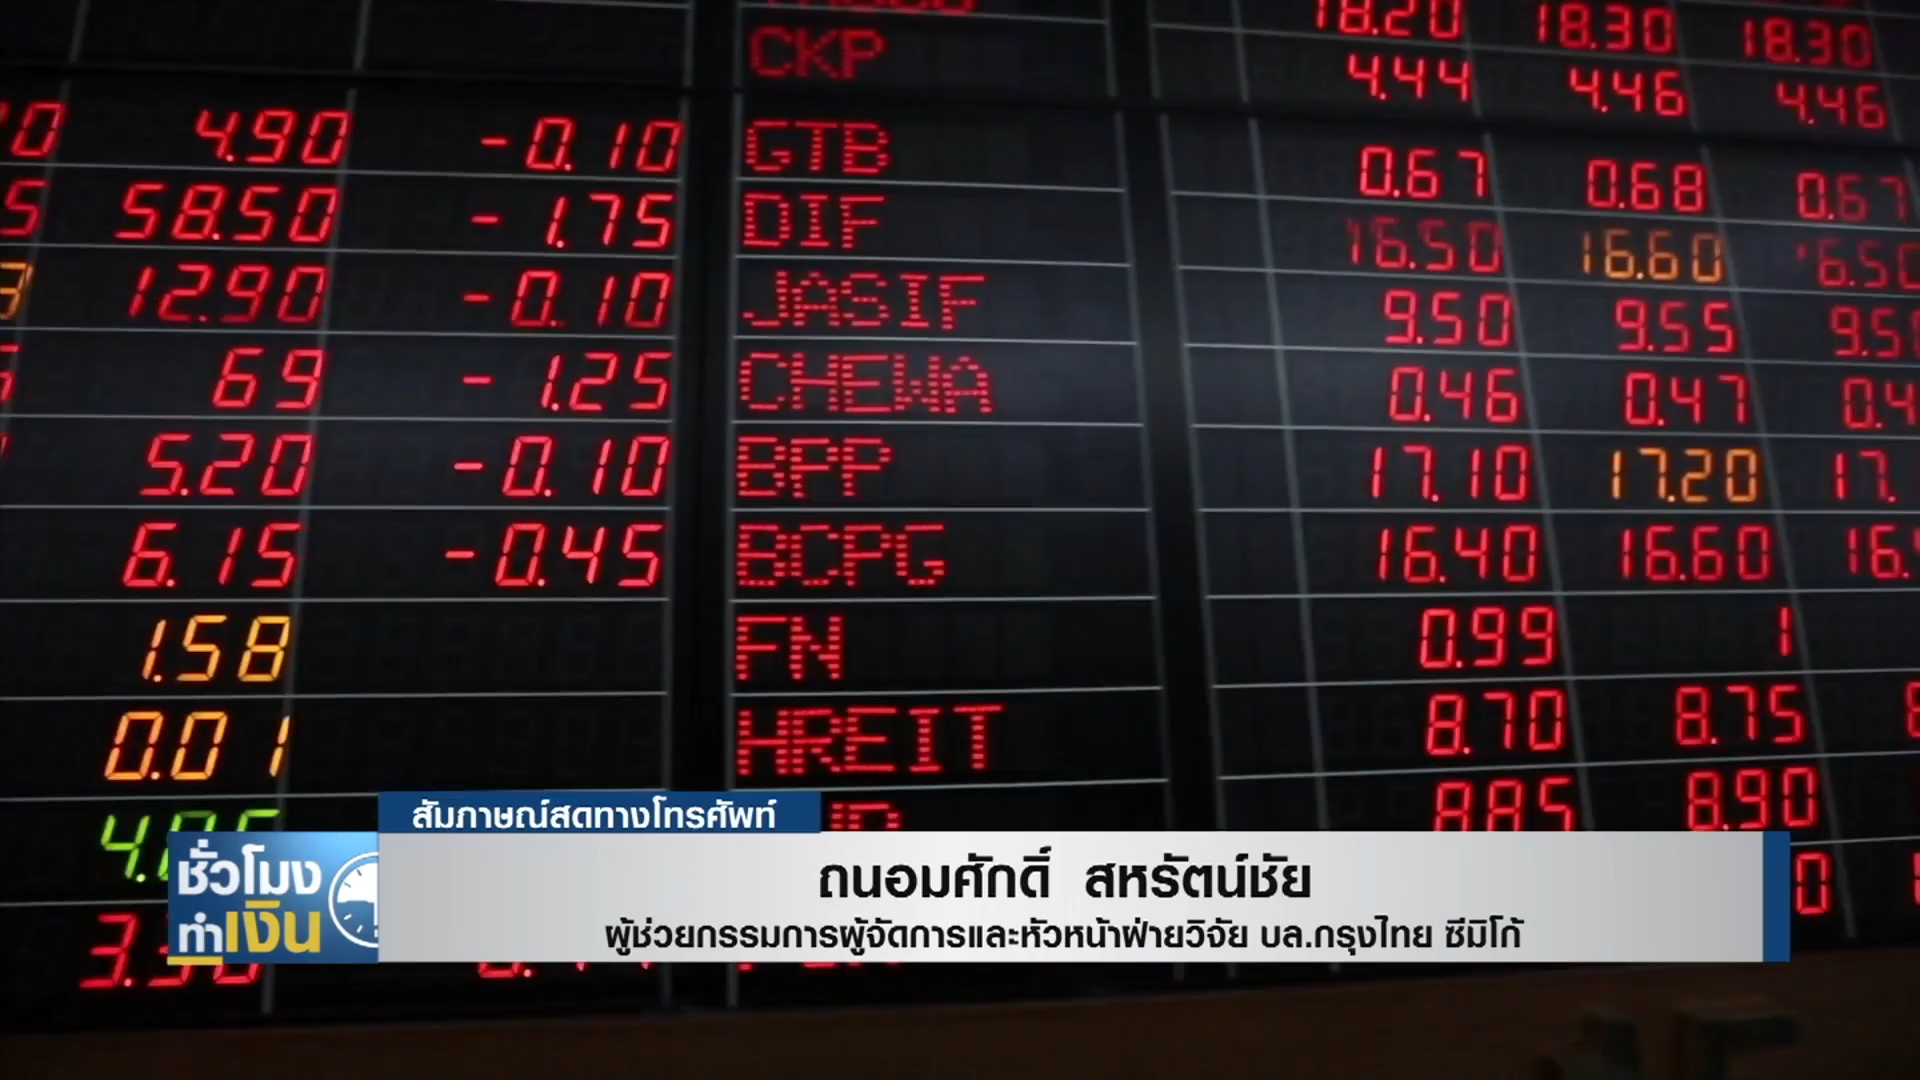 18.20 18.30 18.30
CKP 4.44 4.46 4.46
4.90 -0.10 GTB 0.67 0.68 0.67
58.50 -1.75 DIF 16.50 16.60 16.50
12.90 -0.10 JASIF 9.50 9.55
69 -1.25 CHEWA 0.46 0.47
5.20 -0.10 BPP 17.10 17.20
6.15 -0.45 BCPG 16.40 16.60
1.58 FN 0.99 1
0.01 HREIT 8.70 8.75
8.85 8.90
สัมภาษณ์สดทางโทรศัพท์
ชั่วโมง
ทำเงิน
ถนอมศักดิ์ สหรัตน์ชัย
ผู้ช่วยกรรมการผู้จัดการและหัวหน้าฝ่ายวิจัย บล.กรุงไทย ซีมิโก้